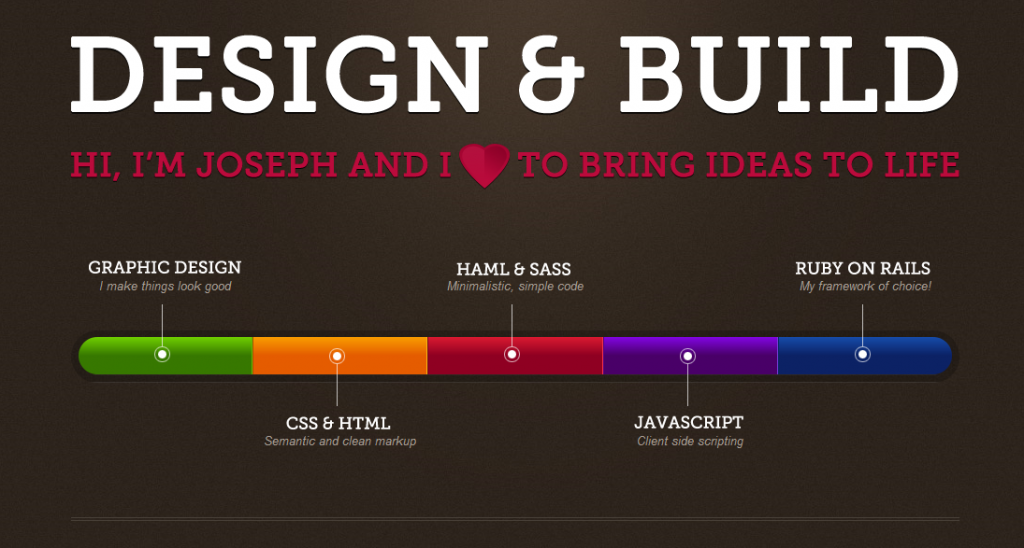 DESIGN & BUILD
HI, I'M JOSEPH AND I TO BRING IDEAS TO LIFE
GRAPHIC DESIGN
I make things look good
HAML & SASS
Minimalistic, simple code
RUBY ON RAILS
My framework of choice!
CSS & HTML
Semantic and clean markup
JAVASCRIPT
Client side scripting